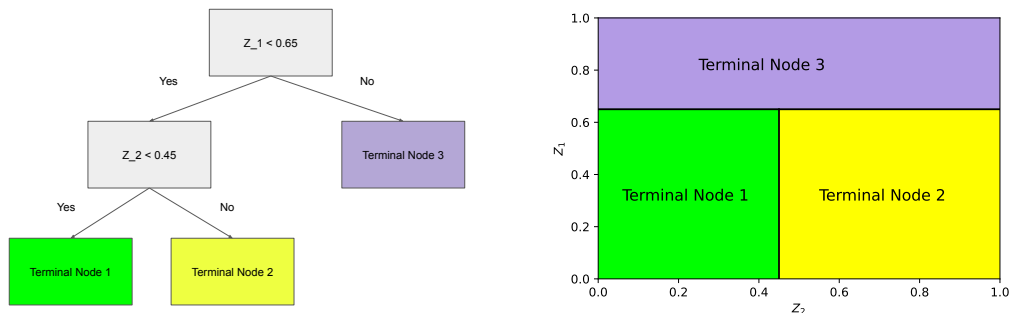 Z_1 < 0.65
Yes
No
Z_2 < 0.45
Terminal Node 3
Yes
No
Terminal Node 1
Terminal Node 2
1.0
0.8
0.6
0.4
0.2
0.0
Z₁
Terminal Node 3
Terminal Node 1
Terminal Node 2
0.0 0.2 0.4 0.6 0.8 1.0
Z₂